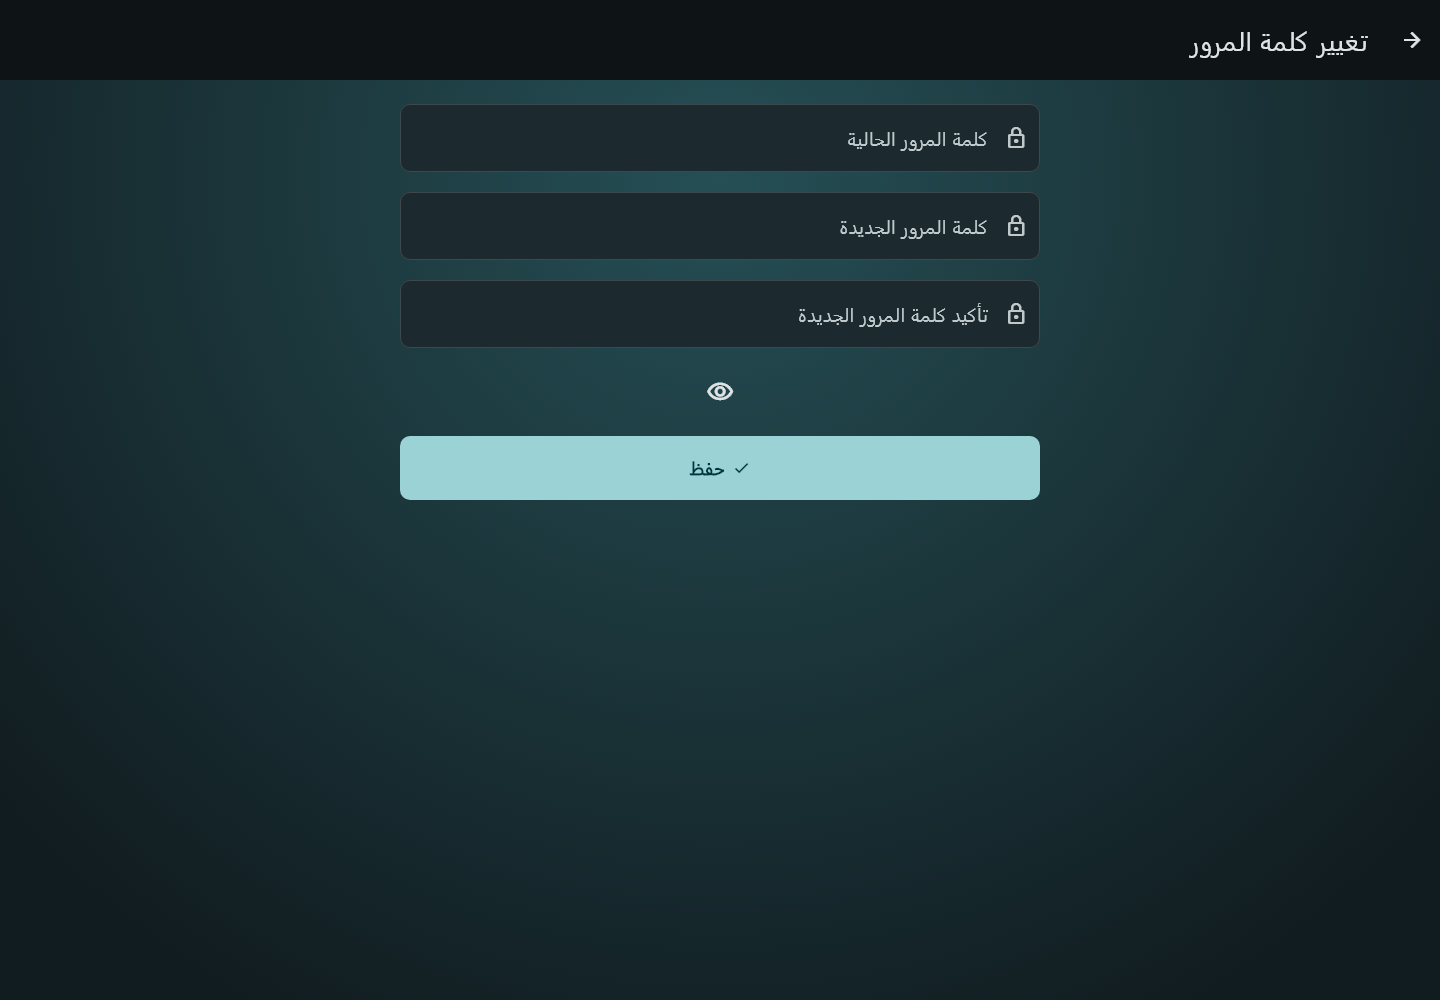 تغيير كلمة المرور
كلمة المرور الحالية
كلمة المرور الجديدة
تأكيد كلمة المرور الجديدة
حفظ